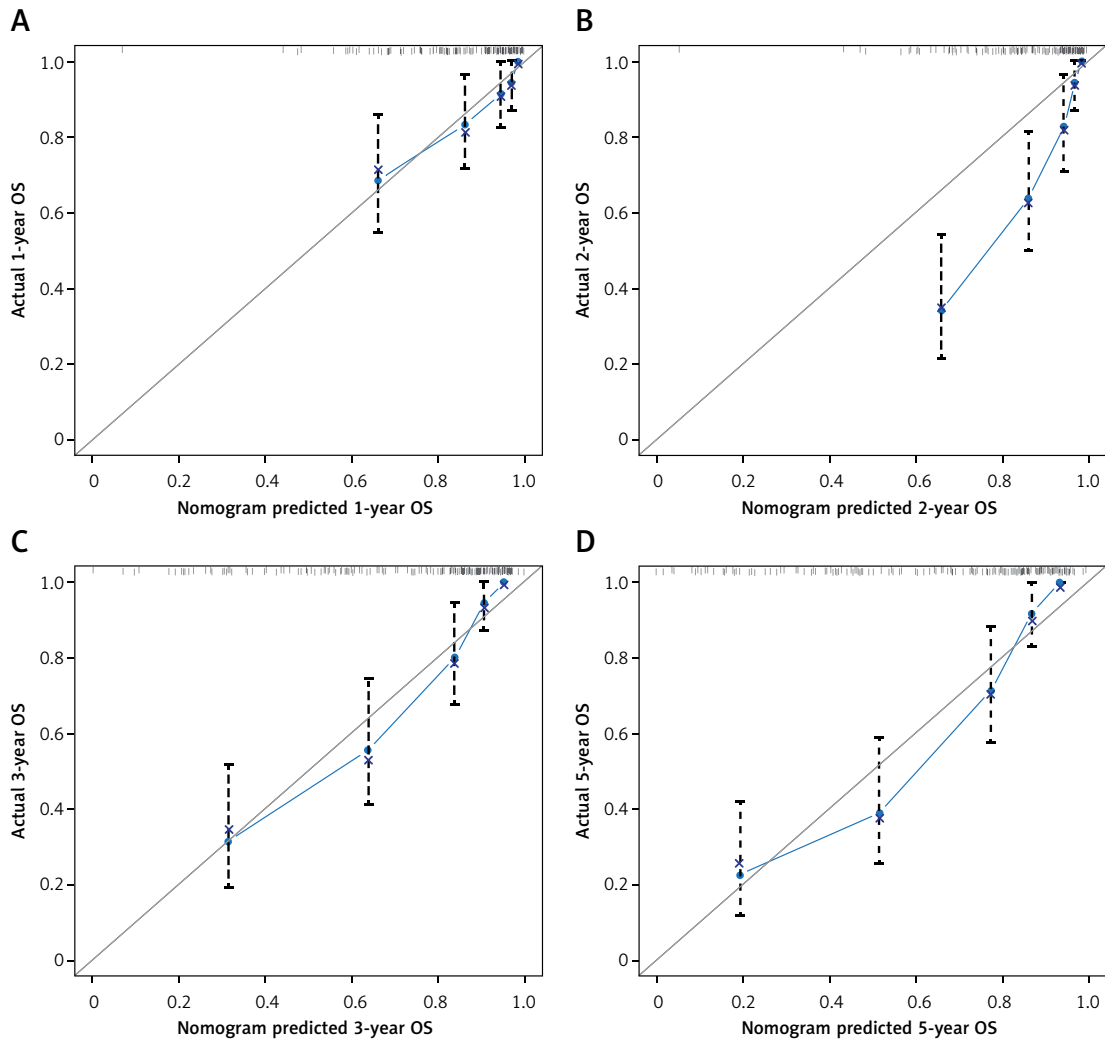 A
Actual 1-year OS
1.0
0.8
0.6
0.4
0.2
0
0 0.2 0.4 0.6 0.8 1.0
Nomogram predicted 1-year OS
B
Actual 2-year OS
1.0
0.8
0.6
0.4
0.2
0
0 0.2 0.4 0.6 0.8 1.0
Nomogram predicted 2-year OS
C
Actual 3-year OS
1.0
0.8
0.6
0.4
0.2
0
0 0.2 0.4 0.6 0.8 1.0
Nomogram predicted 3-year OS
D
Actual 5-year OS
1.0
0.8
0.6
0.4
0.2
0
0 0.2 0.4 0.6 0.8 1.0
Nomogram predicted 5-year OS